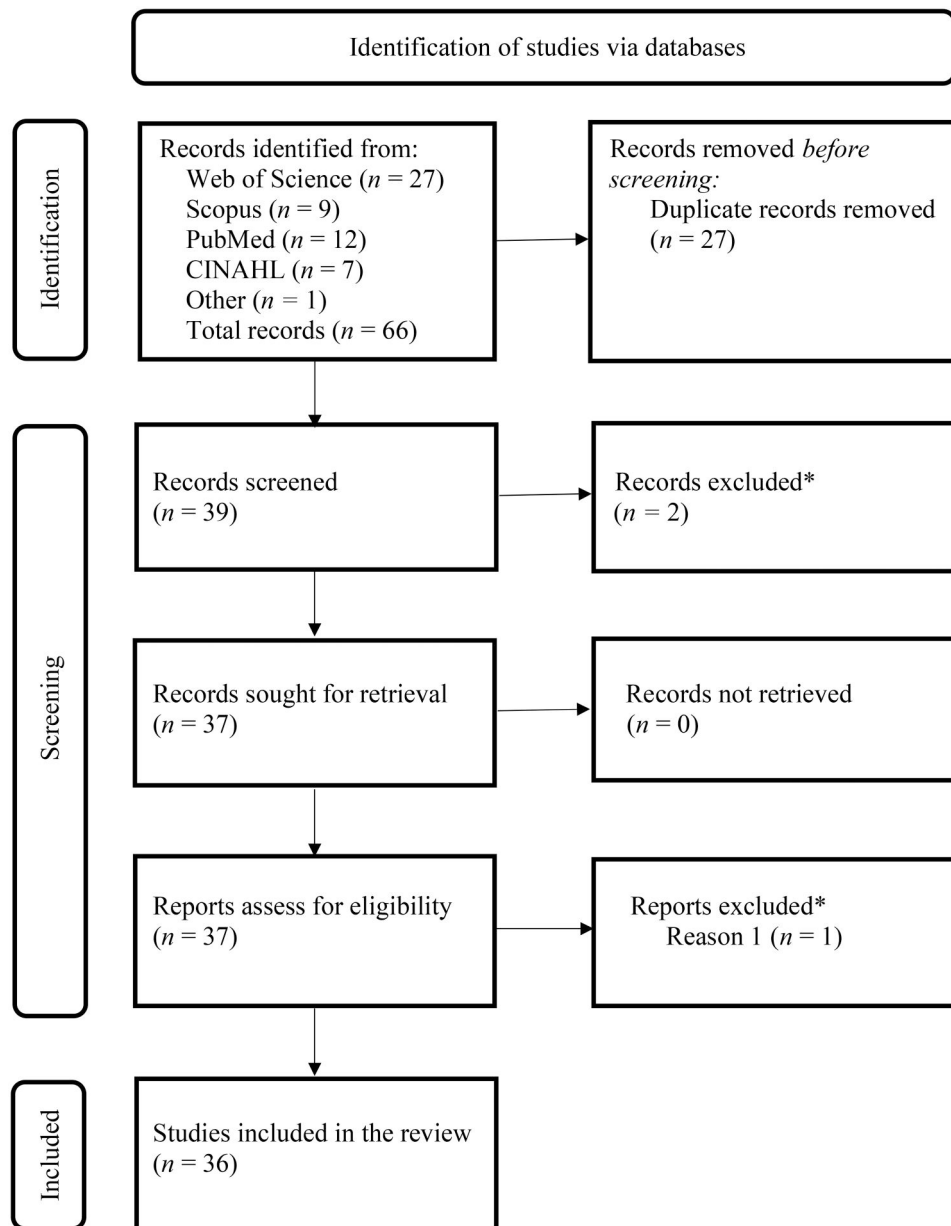 Identification of studies via databases
Identification
Records identified from:
Web of Science (n = 27)
Scopus (n = 9)
PubMed (n = 12)
CINAHL (n = 7)
Other (n = 1)
Total records (n = 66)
Records removed before
screening:
Duplicate records removed
(n = 27)
Screening
Records screened
(n = 39)
Records excluded*
(n = 2)
Records sought for retrieval
(n = 37)
Records not retrieved
(n = 0)
Reports assess for eligibility
(n = 37)
Reports excluded*
Reason 1 (n = 1)
Included
Studies included in the review
(n = 36)